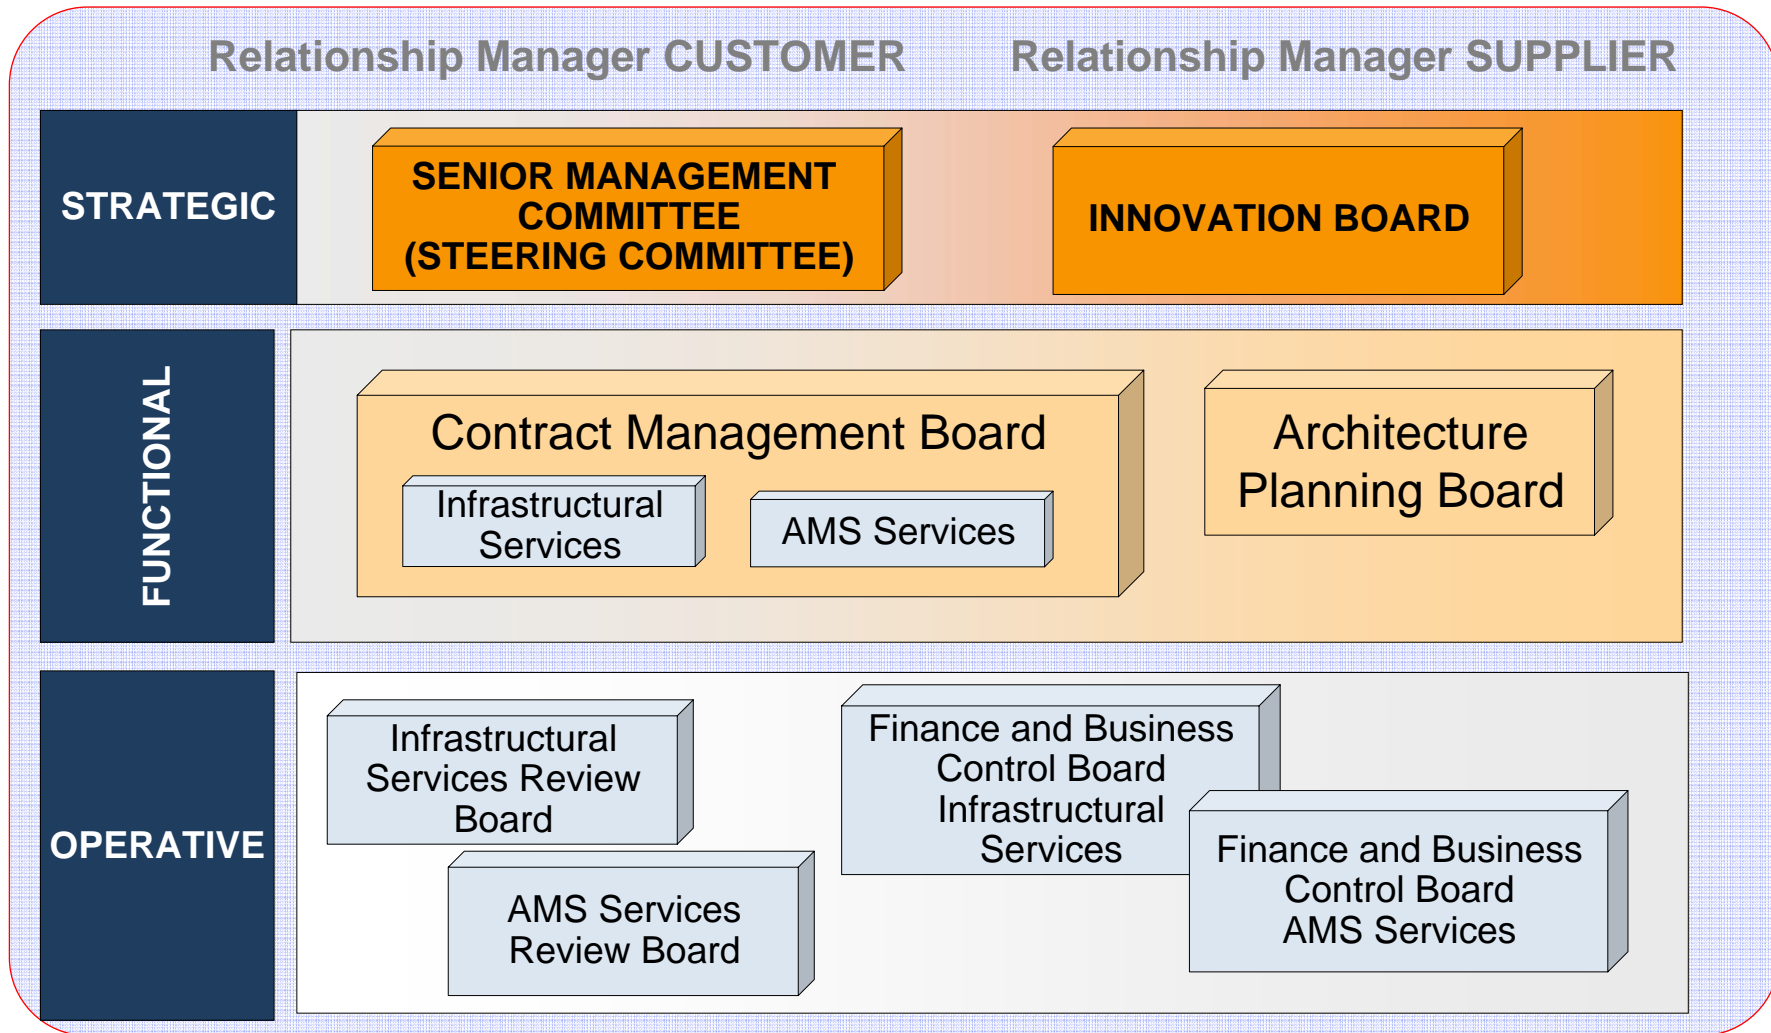 Relationship Manager CUSTOMER
Relationship Manager SUPPLIER
STRATEGIC
SENIOR MANAGEMENT
COMMITTEE
(STEERING COMMITTEE)
INNOVATION BOARD
FUNCTIONAL
Contract Management Board
Infrastructural
Services
AMS Services
Architecture
Planning Board
OPERATIVE
Infrastructural
Services Review
Board
AMS Services
Review Board
Finance and Business
Control Board
Infrastructural
Services
Finance and Business
Control Board
AMS Services